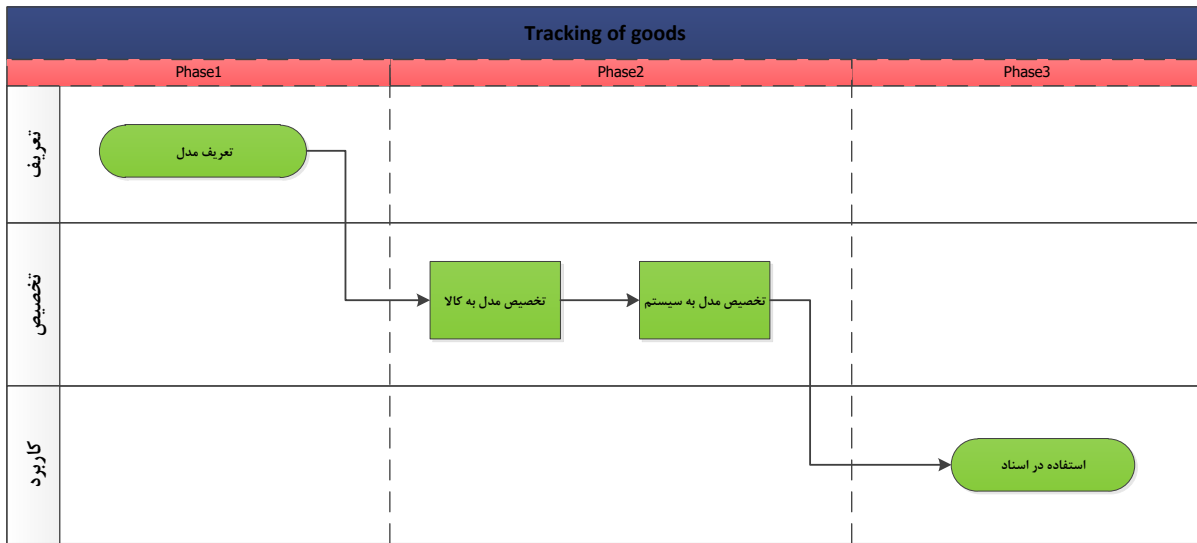 Tracking of goods
Phase1
Phase2
Phase3
تعریف
تعریف مدل
تخصیص
تخصیص مدل به کالا
تخصیص مدل به سیستم
کاربرد
استفاده در اسناد